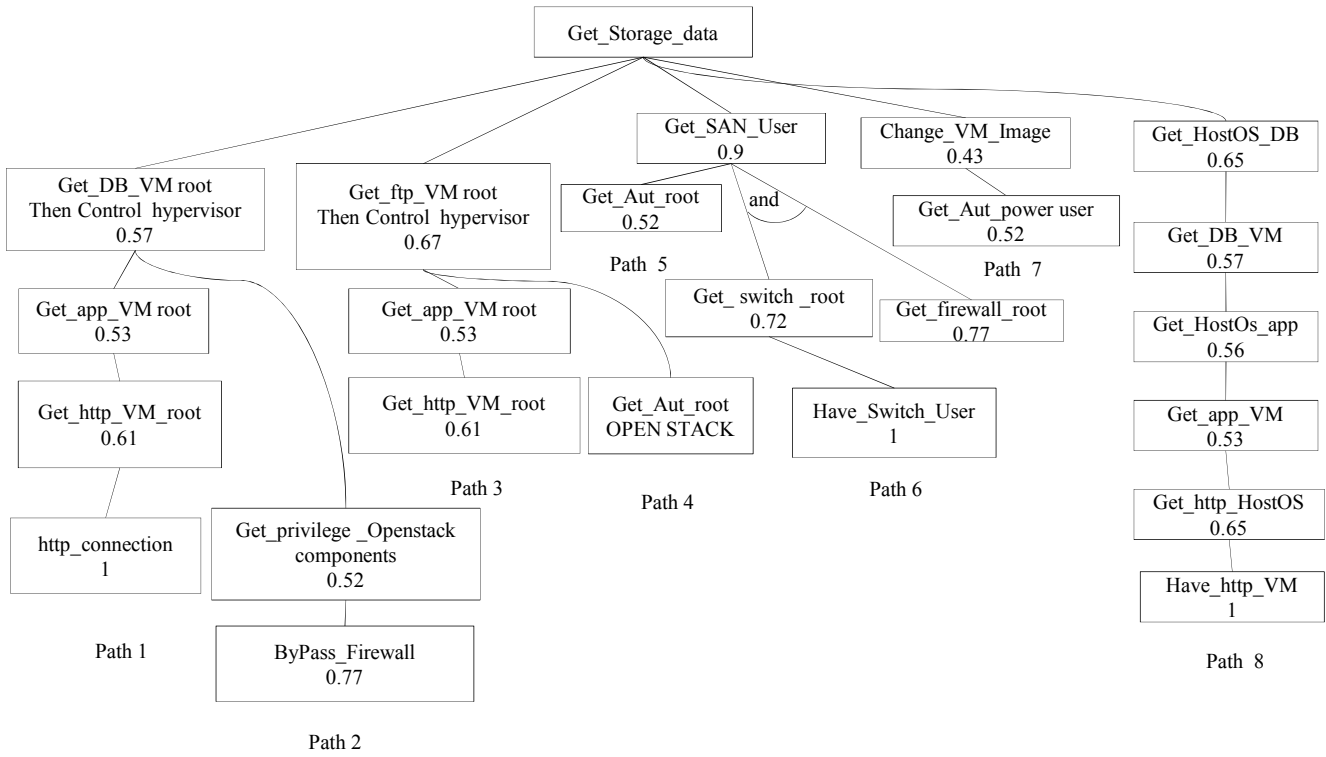 Get_Storage_data
Get_DB_VM root
Then Control  hypervisor
0.57
Get_app_VM root
0.53
Get_http_VM_root
0.61
http_connection
1
Path 1
Get_privilege _Openstack
components
0.52
ByPass_Firewall
0.77
Path 2
Get_ftp_VM root
Then Control  hypervisor
0.67
Get_app_VM root
0.53
Get_http_VM_root
0.61
Path 3
Get_Aut_root
OPEN STACK
Path 4
Get_SAN_User
0.9
Get_Aut_root
0.52
Path  5
and
Get_ switch _root
0.72
Get_firewall_root
0.77
Have_Switch_User
1
Path 6
Change_VM_Image
0.43
Get_Aut_power user
0.52
Path  7
Get_HostOS_DB
0.65
Get_DB_VM
0.57
Get_HostOs_app
0.56
Get_app_VM
0.53
Get_http_HostOS
0.65
Have_http_VM
1
Path  8